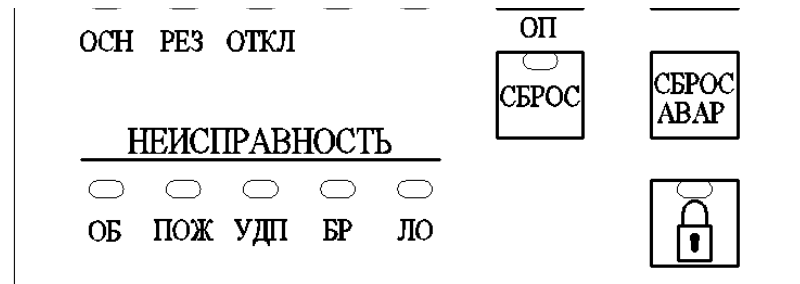 ОСН РЕЗ ОТКЛ
ОП
СБРОС
СБРОС
АВАР
НЕИСПРАВНОСТЬ
ОБ ПОЖ УДП БР ЛО